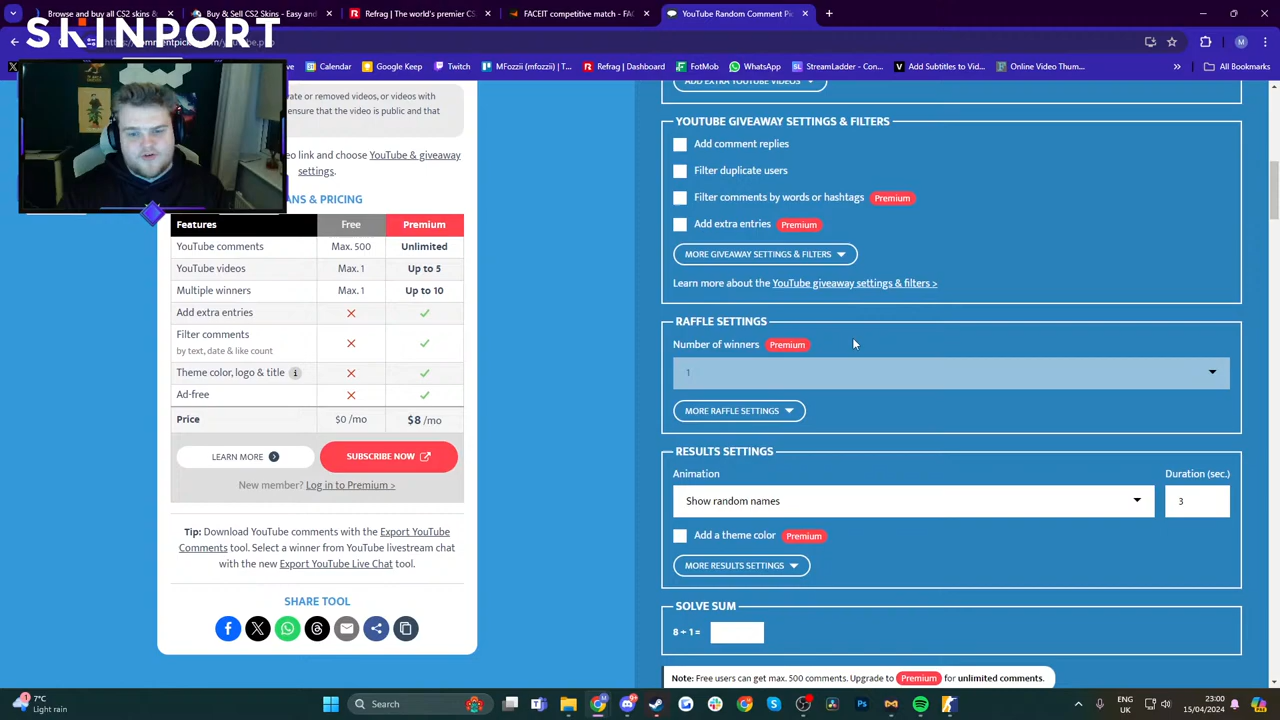 SKINPORT
and buy all CS2 skins &
Buy CS2 Skins - Easy and
Refrag | The world's premier CS
FACEIT competitive match - FAC
YouTube Random Comment Pic
Calendar
Google Keep
Twitch
MFozzii (mfozzii) | T...
Refrag | Dashboard
FotMob
WhatsApp
StreamLadder - Con...
Add Subtitles to Vid...
Online Video Thum...
All Bookmarks
ADD EXTRA YOUTUBE VIDEOS
ate or removed videos, or videos with
ensure that the video is public and that
eo link and choose YouTube & giveaway
settings.
ANS & PRICING
Features Free Premium
YouTube comments Max. 500 Unlimited
YouTube videos Max. 1 Up to 5
Multiple winners Max. 1 Up to 10
Add extra entries
Filter comments
by text, date & like count
Theme color, logo & title i
Ad-free
Price $0 /mo $8 /mo
LEARN MORE SUBSCRIBE NOW
New member? Log in to Premium >
Tip: Download YouTube comments with the Export YouTube
Comments tool. Select a winner from YouTube livestream chat
with the new Export YouTube Live Chat tool.
SHARE TOOL
YOUTUBE GIVEAWAY SETTINGS & FILTERS
Add comment replies
Filter duplicate users
Filter comments by words or hashtags Premium
Add extra entries Premium
MORE GIVEAWAY SETTINGS & FILTERS
Learn more about the YouTube giveaway settings & filters >
RAFFLE SETTINGS
Number of winners Premium
1
MORE RAFFLE SETTINGS
RESULTS SETTINGS
Animation Duration (sec.)
Show random names 3
Add a theme color Premium
MORE RESULTS SETTINGS
SOLVE SUM
8 + 1 =
Note: Free users can get max. 500 comments. Upgrade to Premium for unlimited comments.
7°C
Light rain
Search
ENG
UK
23:00
15/04/2024